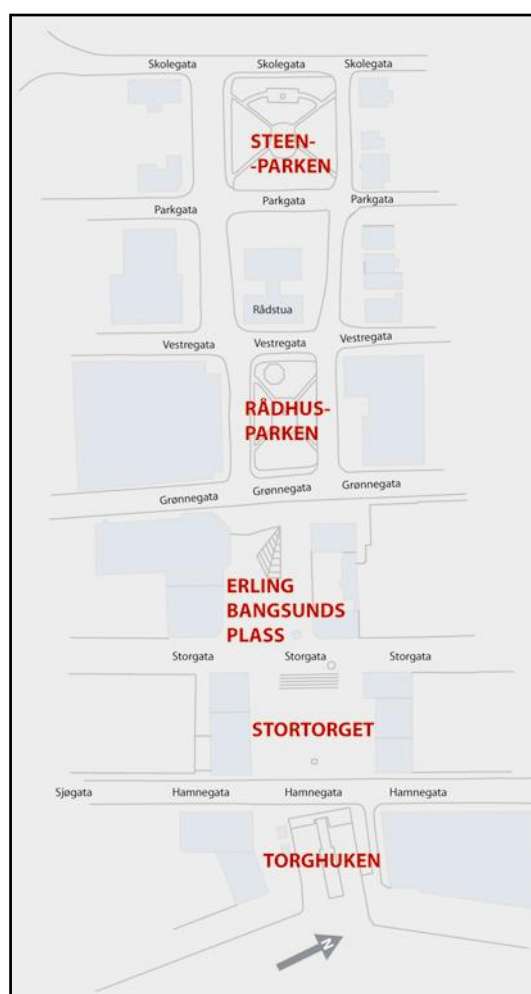 Skolegata Skolegata Skolegata
STEEN-
-PARKEN
Parkgata Parkgata Parkgata
Rådstua
Vestregata Vestregata Vestregata
RÅDHUS-
PARKEN
Grønnegata Grønnegata Grønnegata
ERLING
BANGSUNDS
PLASS
Storgata Storgata Storgata
STORTORGET
Sjøgata Hamnegata Hamnegata Hamnegata
TORGHUKEN
N